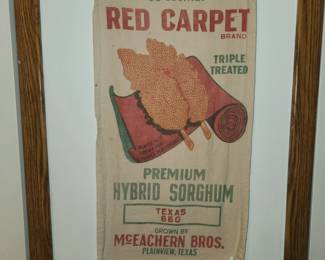 RED CARPET
BRAND
TRIPLE
TREATED
PREMIUM
HYBRID SORGHUM
TEXAS
660
GROWN BY
McEACHERN BROS.
PLAINVIEW, TEXAS